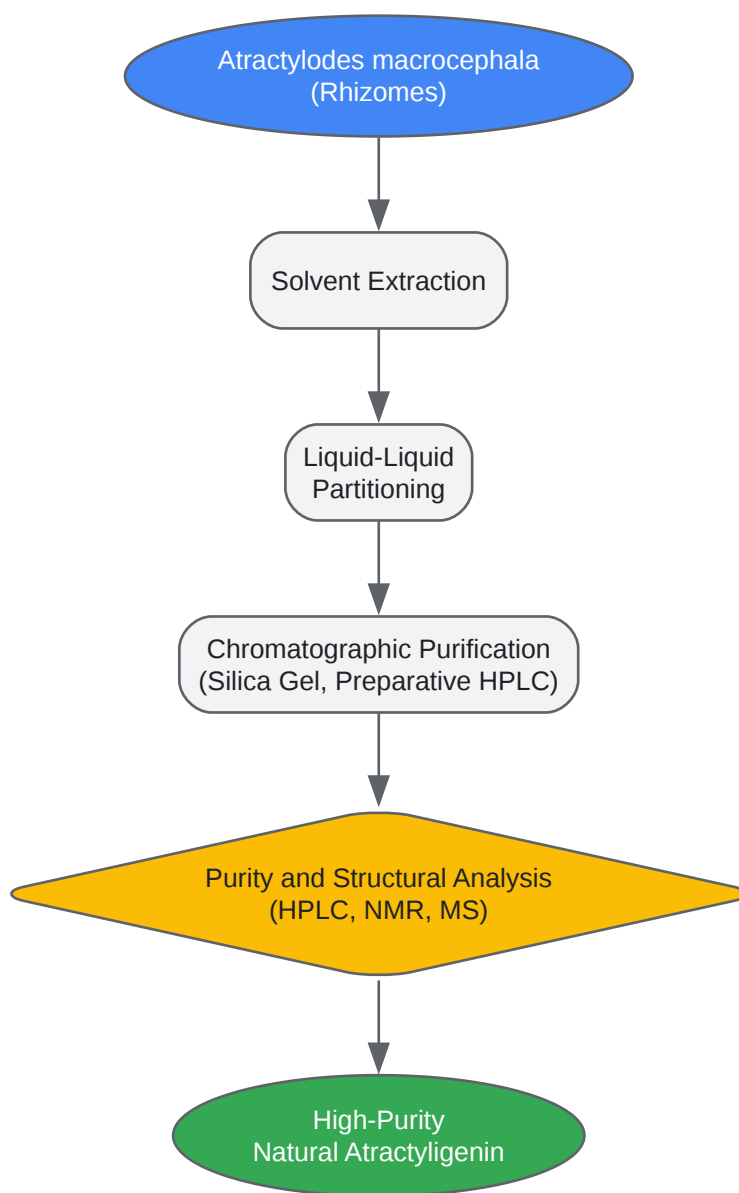 Atractylodes macrocephala
(Rhizomes)
Solvent Extraction
Liquid-Liquid
Partitioning
Chromatographic Purification
(Silica Gel, Preparative HPLC)
Purity and Structural Analysis
(HPLC, NMR, MS)
High-Purity
Natural Atractyligenin